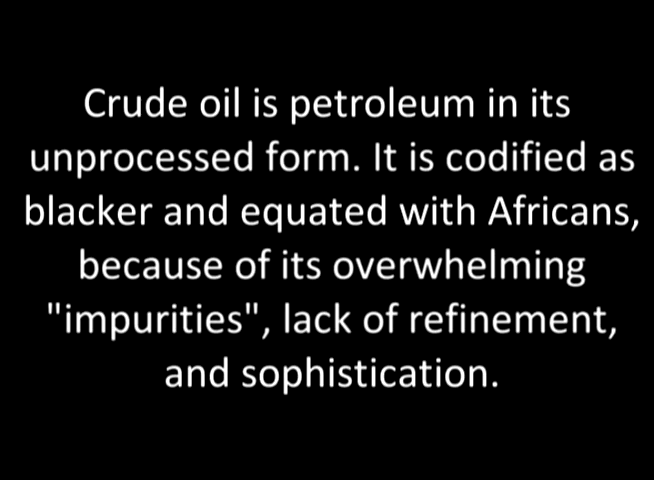 Crude oil is petroleum in its
unprocessed form. It is codified as
blacker and equated with Africans,
because of its overwhelming
"impurities", lack of refinement,
and sophistication.